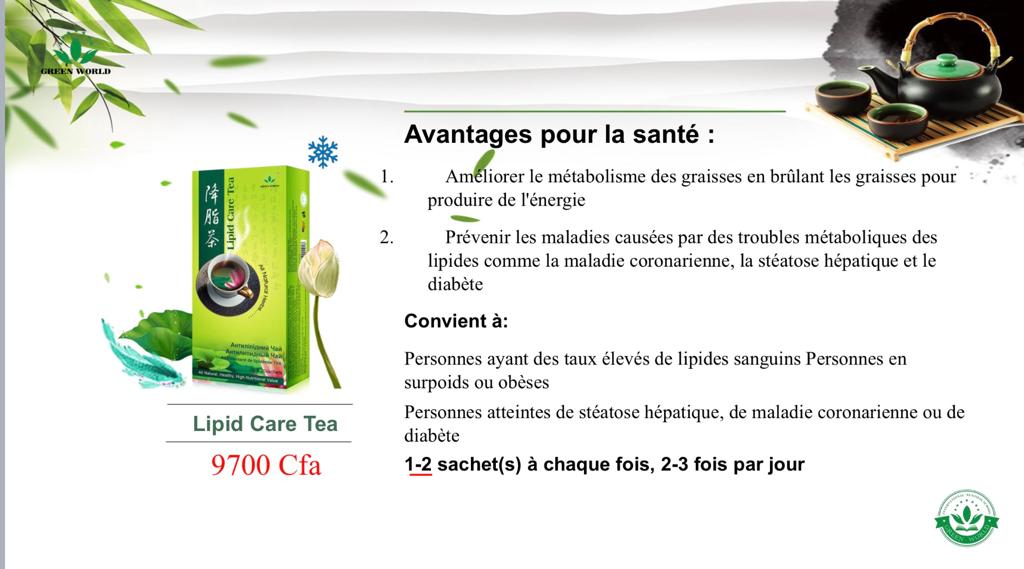 GREEN WORLD
Avantages pour la santé :
1. Améliorer le métabolisme des graisses en brûlant les graisses pour
produire de l'énergie
2. Prévenir les maladies causées par des troubles métaboliques des
lipides comme la maladie coronarienne, la stéatose hépatique et le
diabète
Convient à:
Personnes ayant des taux élevés de lipides sanguins Personnes en
surpoids ou obèses
Personnes atteintes de stéatose hépatique, de maladie coronarienne ou de
diabète
1-2 sachet(s) à chaque fois, 2-3 fois par jour
降脂茶
Lipid Care Tea
Антиліпідний Чай
Антилипидный Чай
All Natural, Healthy, High-Nutritional Value
Lipid Care Tea
9700 Cfa
GREEN WORLD